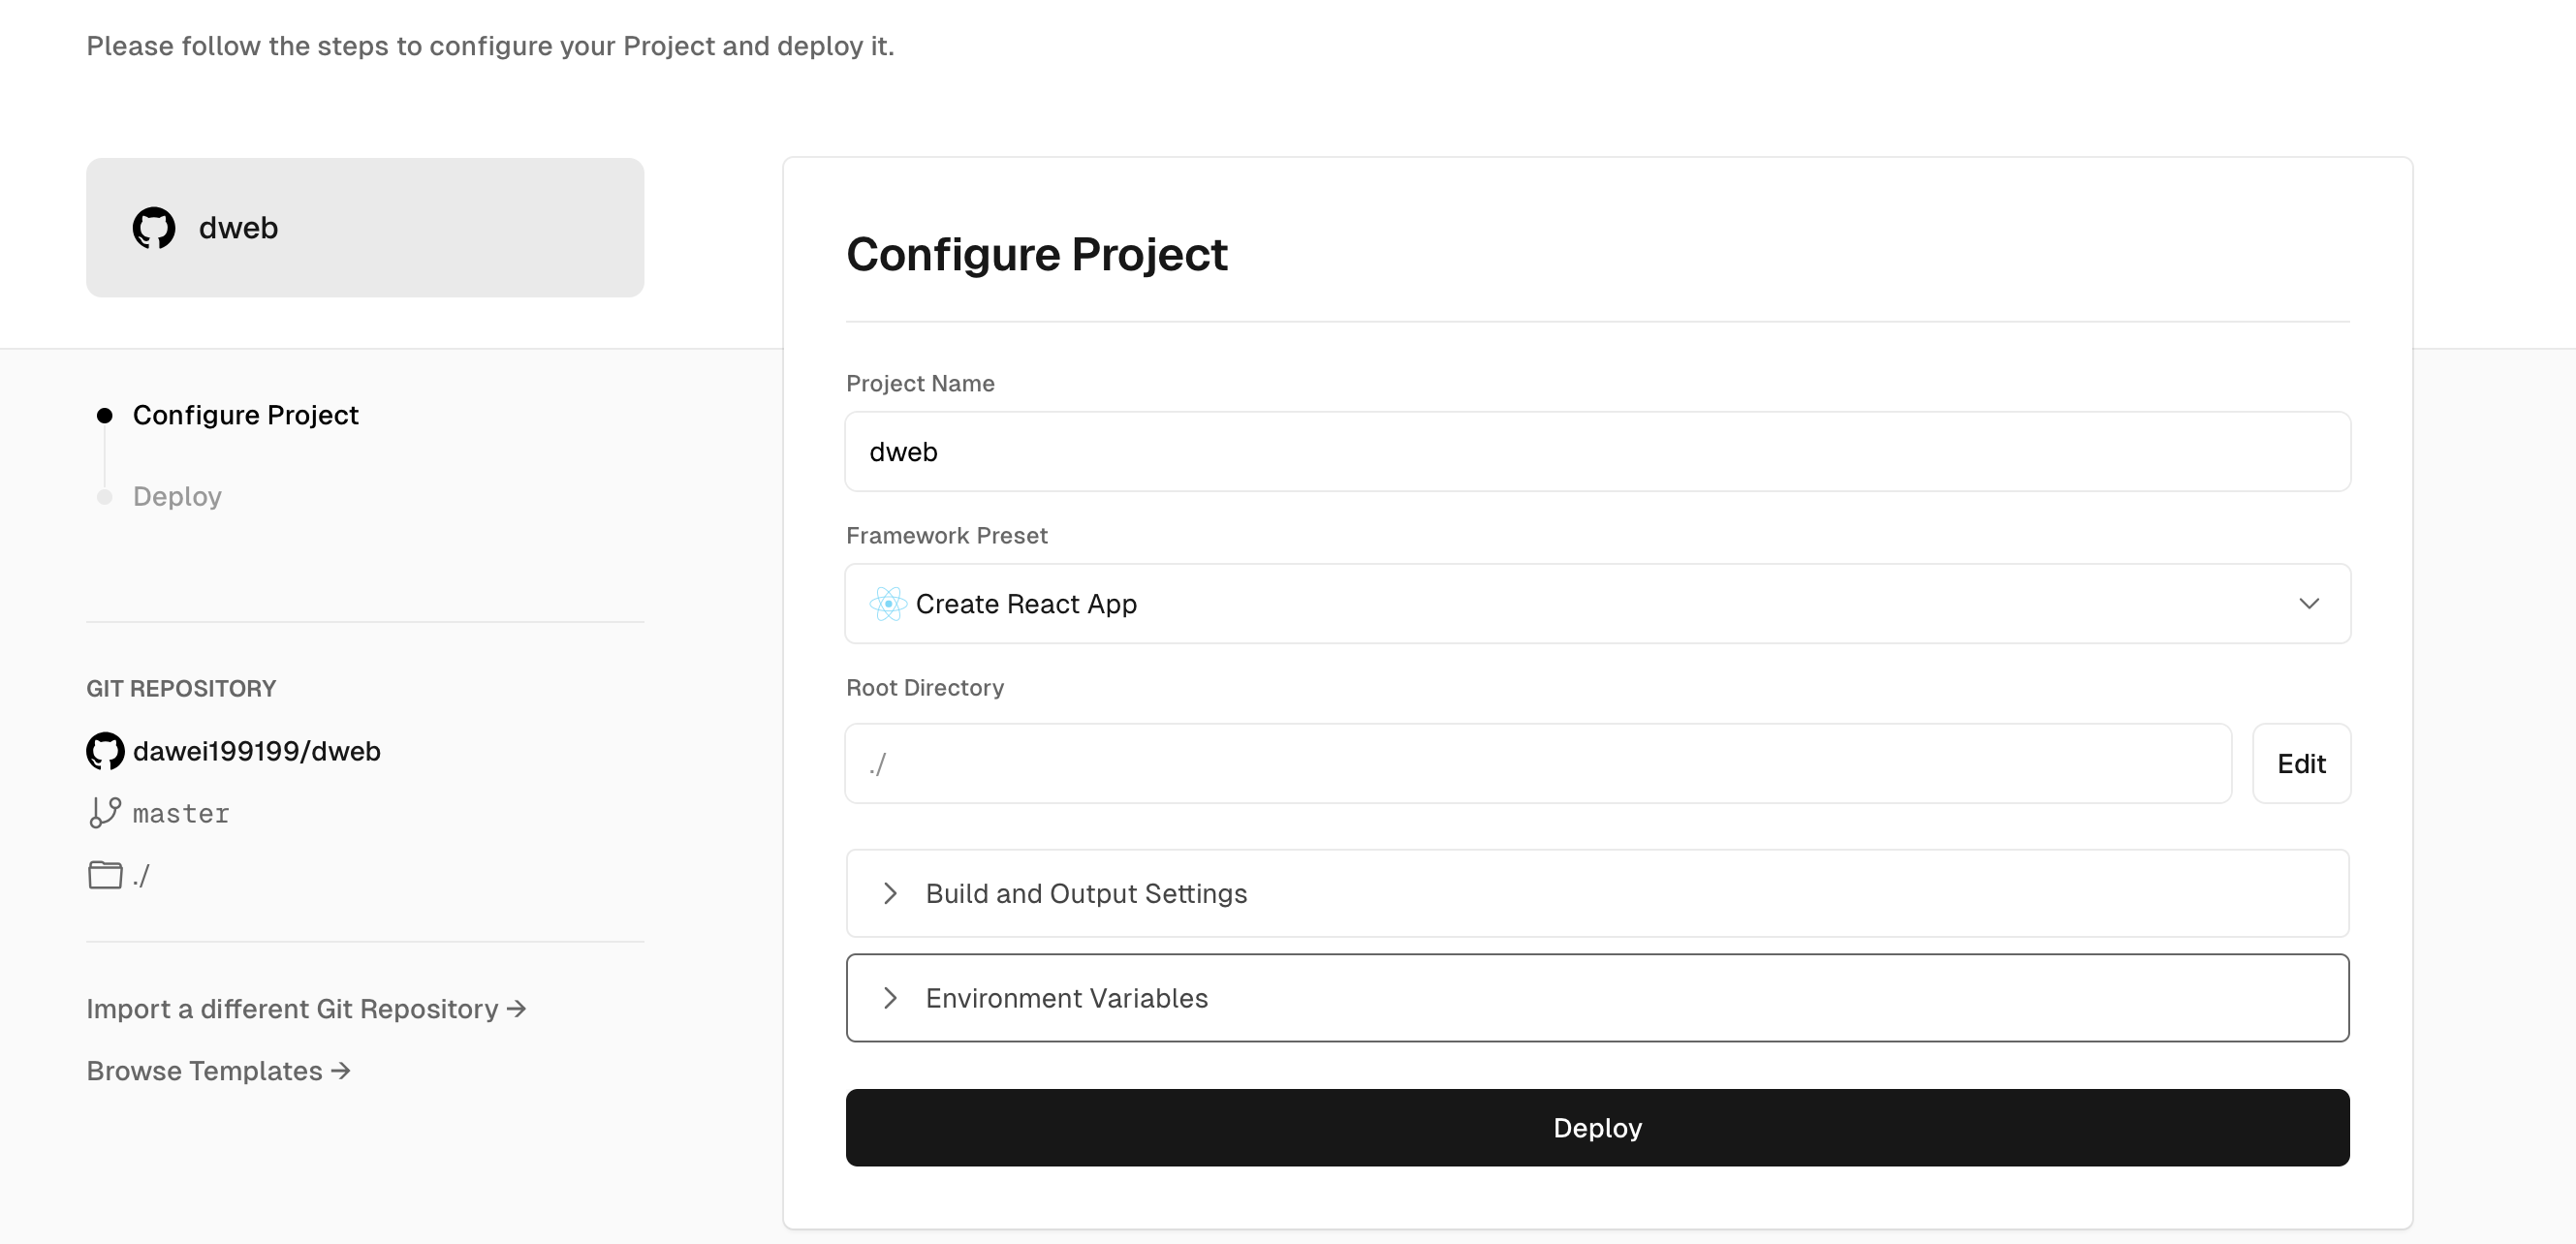 Please follow the steps to configure your Project and deploy it.
dweb
Configure Project
Deploy
GIT REPOSITORY
dawei199199/dweb
master
./
Import a different Git Repository →
Browse Templates →
Configure Project
Project Name
dweb
Framework Preset
Create React App
Root Directory
./
Edit
Build and Output Settings
Environment Variables
Deploy